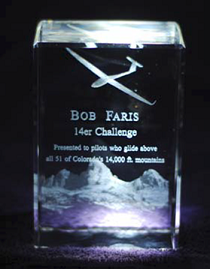 BOB FARIS
14er Challenge
Presented to pilots who glide above
all 51 of Colorado's 14,000 ft. mountains